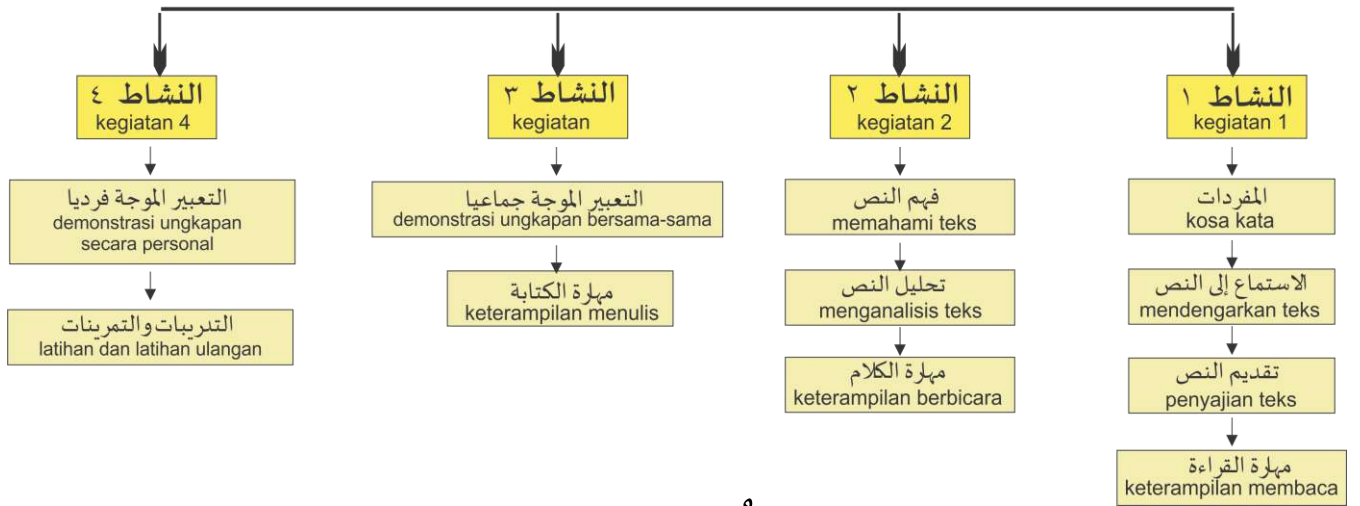 النشاط ١
kegiatan 1
المفردات
kosa kata
الاستماع إلى النص
mendengarkan teks
تقديم النص
penyajian teks
مهارة القراءة
keterampilan membaca
النشاط ٢
kegiatan 2
فهم النص
memahami teks
تحليل النص
menganalisis teks
مهارة الكلام
keterampilan berbicara
النشاط ٣
kegiatan
التعبير الموجة جماعيا
demonstrasi ungkapan bersama-sama
مهارة الكتابة
keterampilan menulis
النشاط ٤
kegiatan 4
التعبير الموجة فرديا
demonstrasi ungkapan
secara personal
التدريبات والتمرينات
latihan dan latihan ulangan